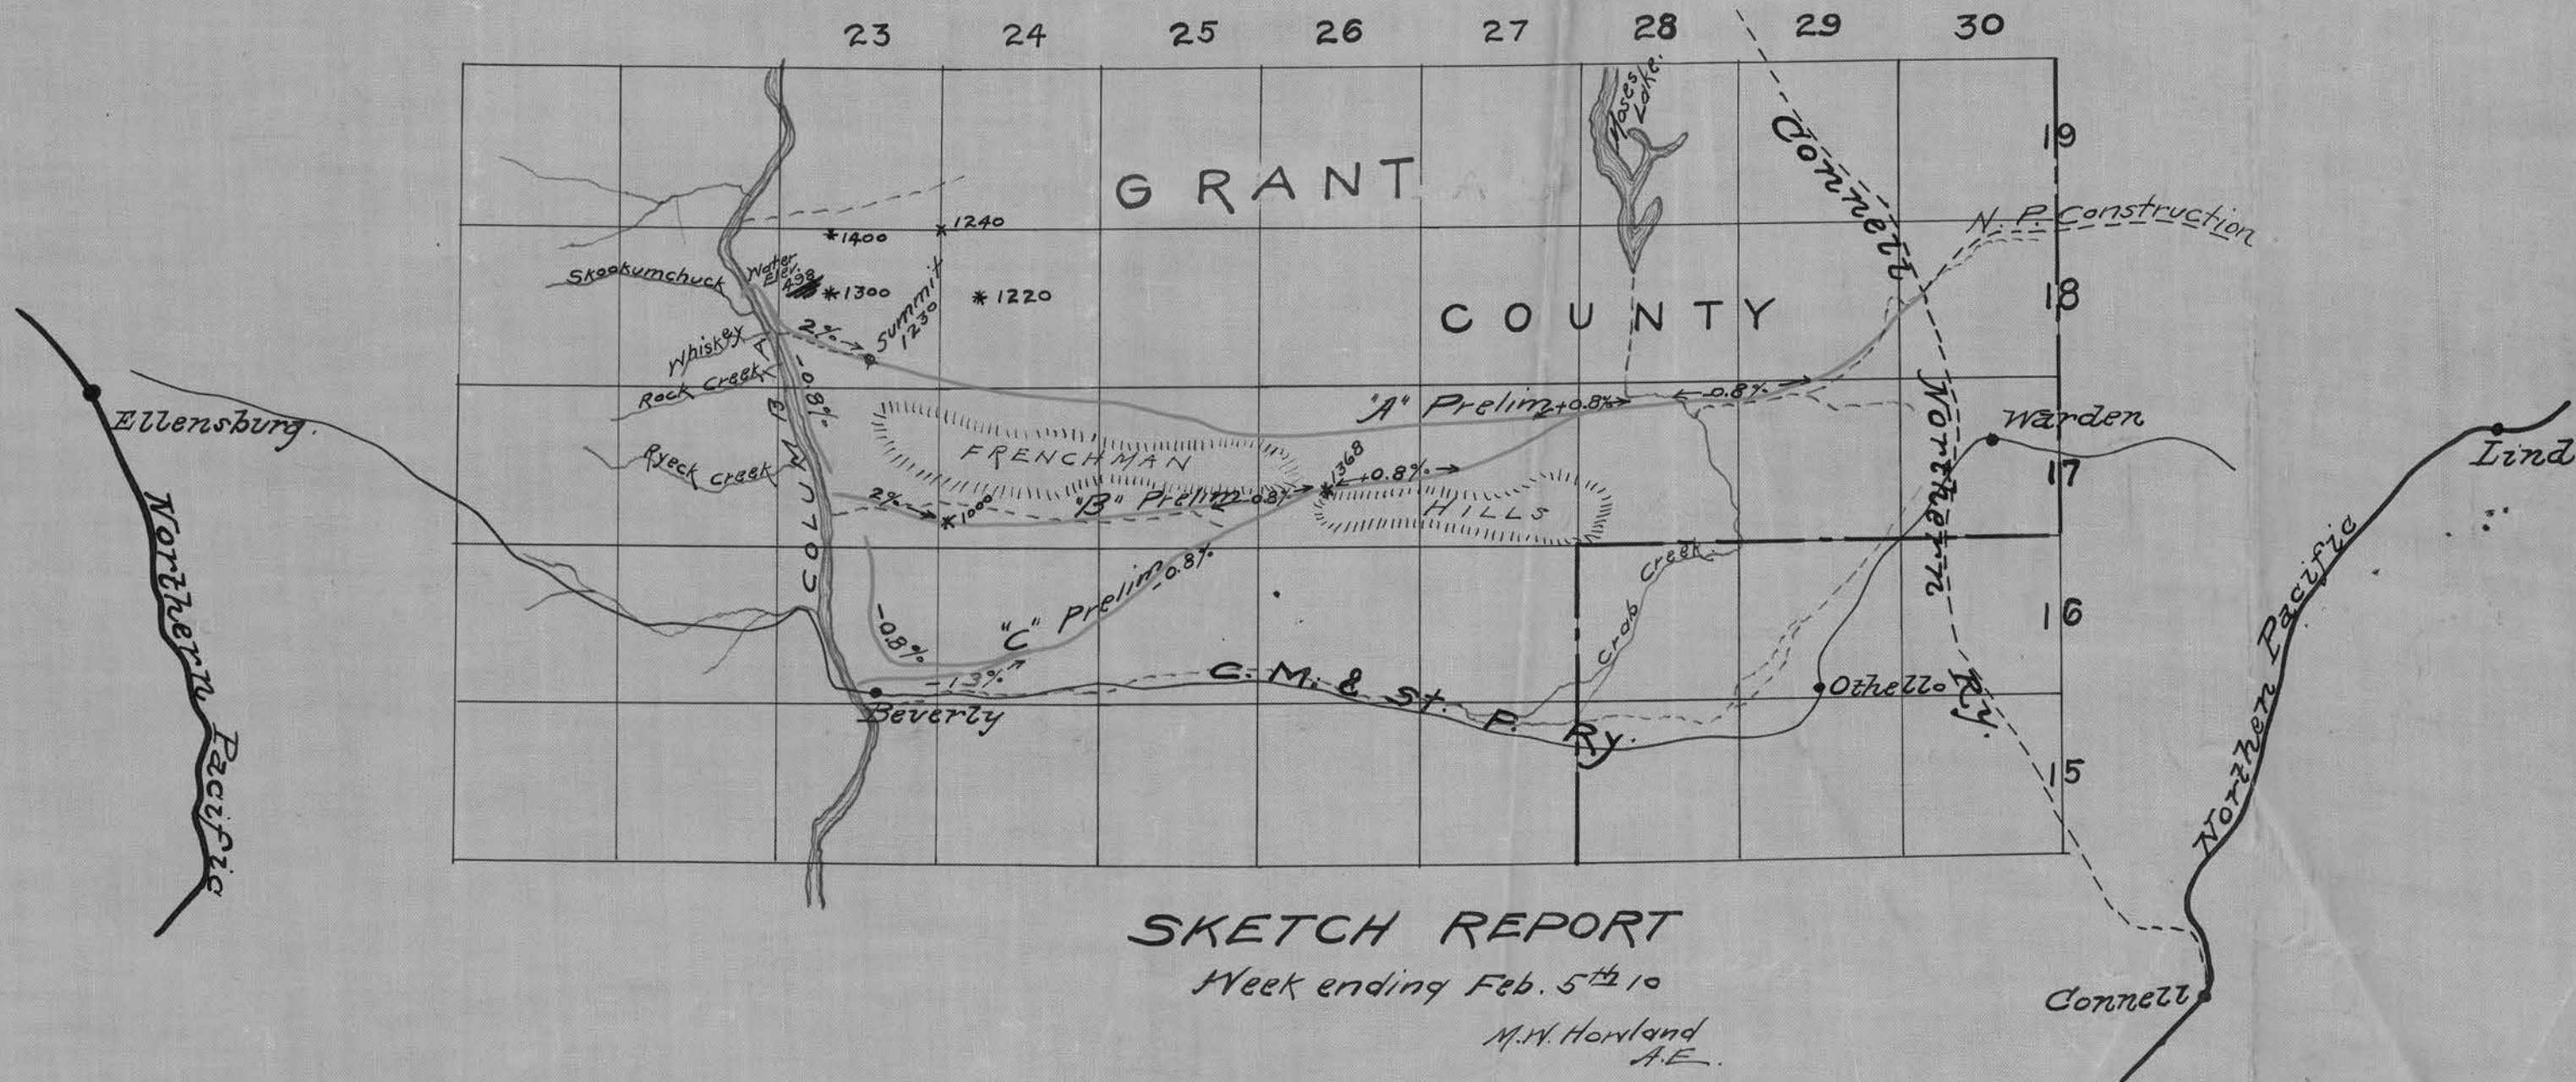 23 24 25 26 27 28 29 30
Moses
Lake.
19
GRANT
Connell Northern Ry.
N. P. Construction
1240
1400
Skookumchuck
Water
Elev.
498
1300
Summit
1230
1220
18
COUNTY
Whiskey
2%
Rock Creek
-0.8%
"A" Prelim +0.8%
-0.8%
Ellensburg.
FRENCHMAN
Warden
Lind
Ryeck Creek
1368
+0.8%
17
2%
1000
"B" Prelim -0.8%
HILLS
COLUMBIA
Northern Pacific
Creek
Crab
-0.8%
"C" Prelim -0.8%
16
-1.3%
C. M. & St. P. Ry.
Othello
Beverly
15
Northern Pacific
SKETCH REPORT
Week ending Feb. 5th 10
M.W. Howland
A.E.
Connell